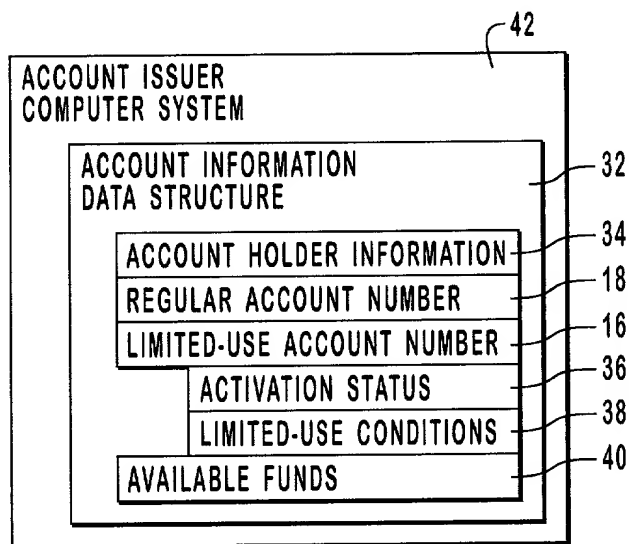 42
ACCOUNT ISSUER
COMPUTER SYSTEM
ACCOUNT INFORMATION
DATA STRUCTURE
32
ACCOUNT HOLDER INFORMATION
34
REGULAR ACCOUNT NUMBER
18
LIMITED-USE ACCOUNT NUMBER
16
ACTIVATION STATUS
36
LIMITED-USE CONDITIONS
38
AVAILABLE FUNDS
40